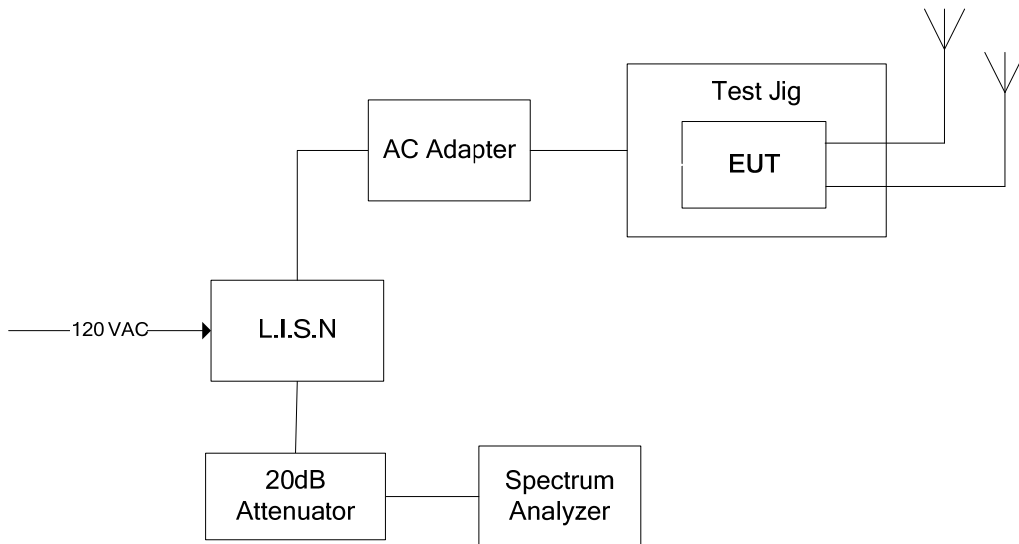 Test Jig
AC Adapter
EUT
120 VAC
L.I.S.N
20dB
Attenuator
Spectrum
Analyzer